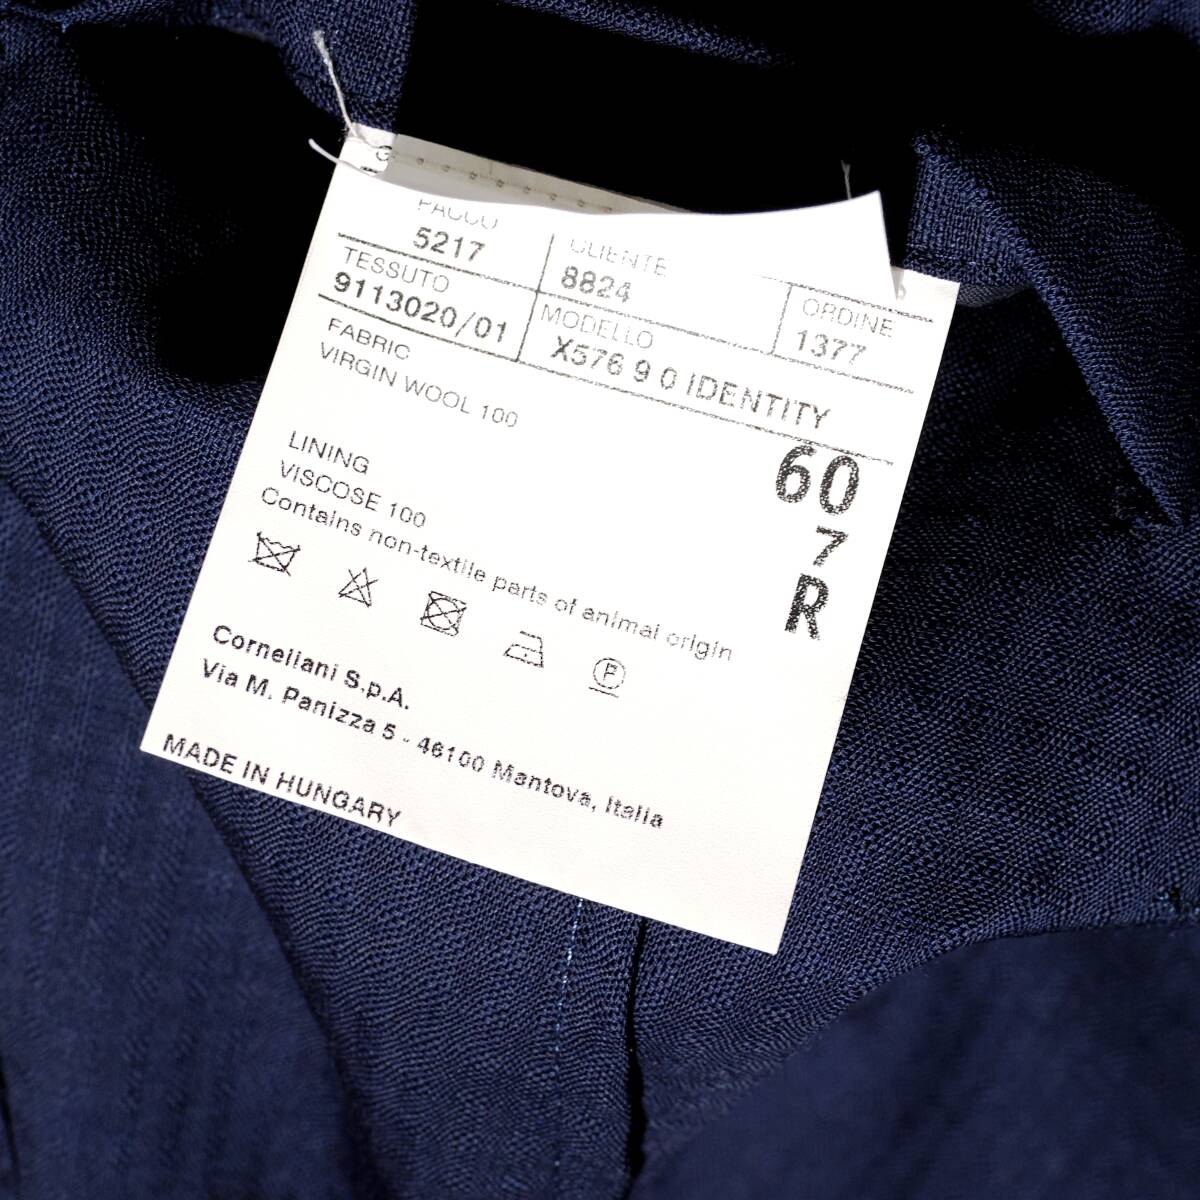 G
PACCO
5217
CLIENTE
8824
ORDINE
1377
TESSUTO
9113020/01
MODELLO
X576 9 0 IDENTITY
FABRIC
VIRGIN WOOL 100
60
7
R
LINING
VISCOSE 100
Contains non-textile parts of animal origin
P
Corneliani S.p.A.
Via M. Panizza 5 - 46100 Mantova, Italia
MADE IN HUNGARY